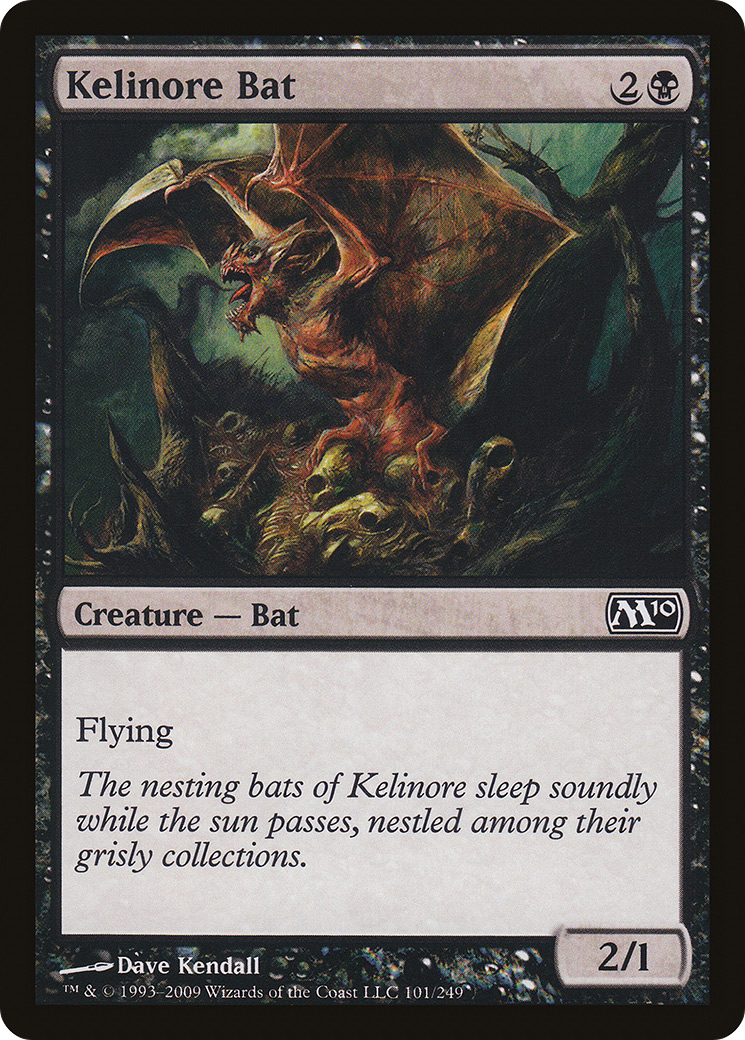 Kelinore Bat 2
Creature — Bat M10
Flying
The nesting bats of Kelinore sleep soundly
while the sun passes, nestled among their
grisly collections.
2/1
Dave Kendall
™ & © 1993–2009 Wizards of the Coast LLC 101/249